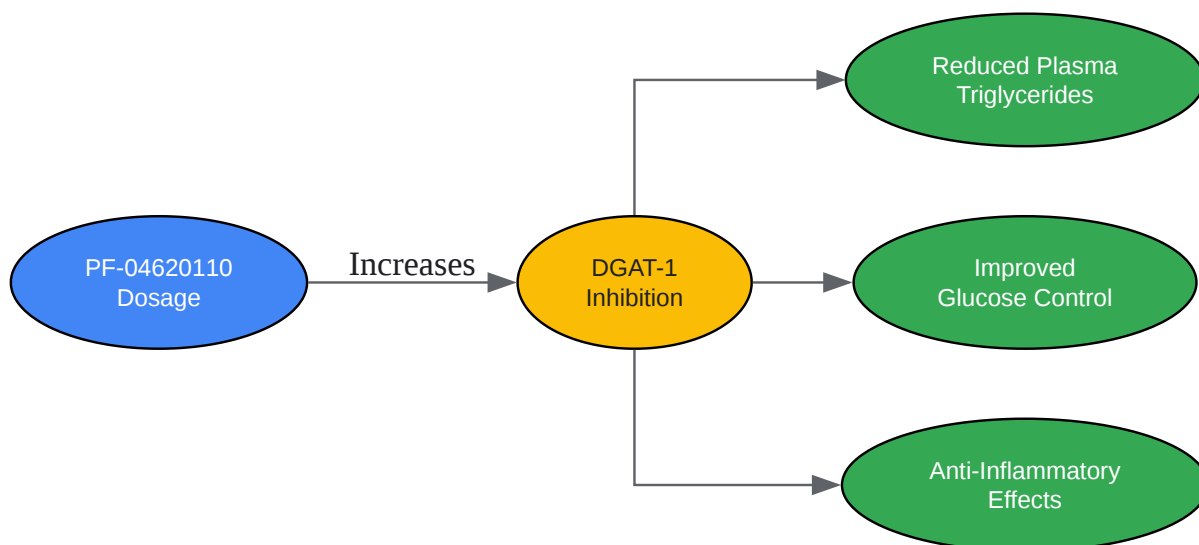 Reduced Plasma
Triglycerides
PF-04620110
Dosage
Increases
DGAT-1
Inhibition
Improved
Glucose Control
Anti-Inflammatory
Effects